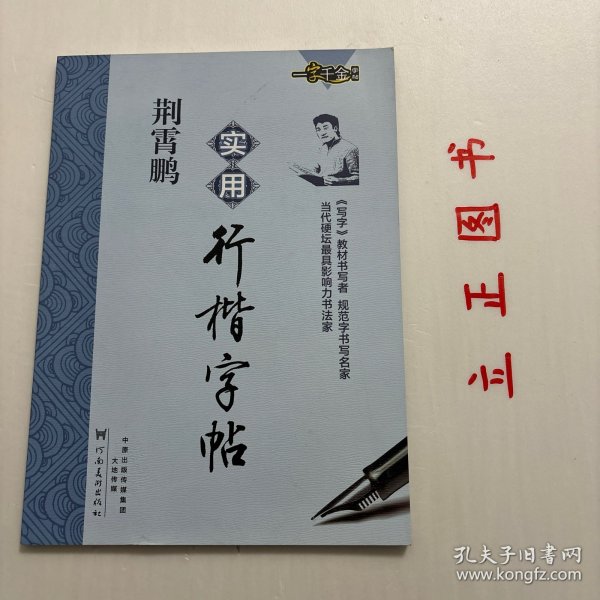 一字千金
字帖
荆霄鹏
实用
行楷字帖
《写字》教材书写者 规范字书写名家
当代硬坛最具影响力书法家
中原出版传媒集团
大地传媒
河南美术出版社
立正图书
孔夫子旧书网
www.kongfz.com